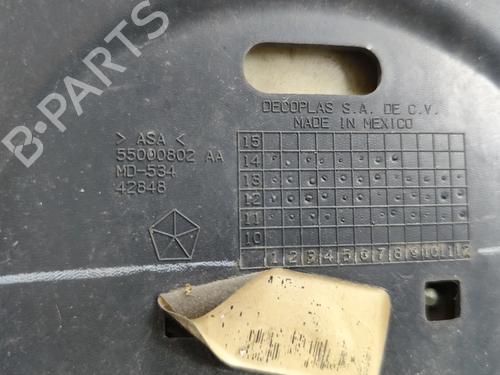 B-PARTS
DECOPLAS S.A. DE C.V.
MADE IN MEXICO
> ASA <
55000802 AA
MD-534
42848
15
14
13
12
11
10
1 2 3 4 5 6 7 8 9 10 11 12